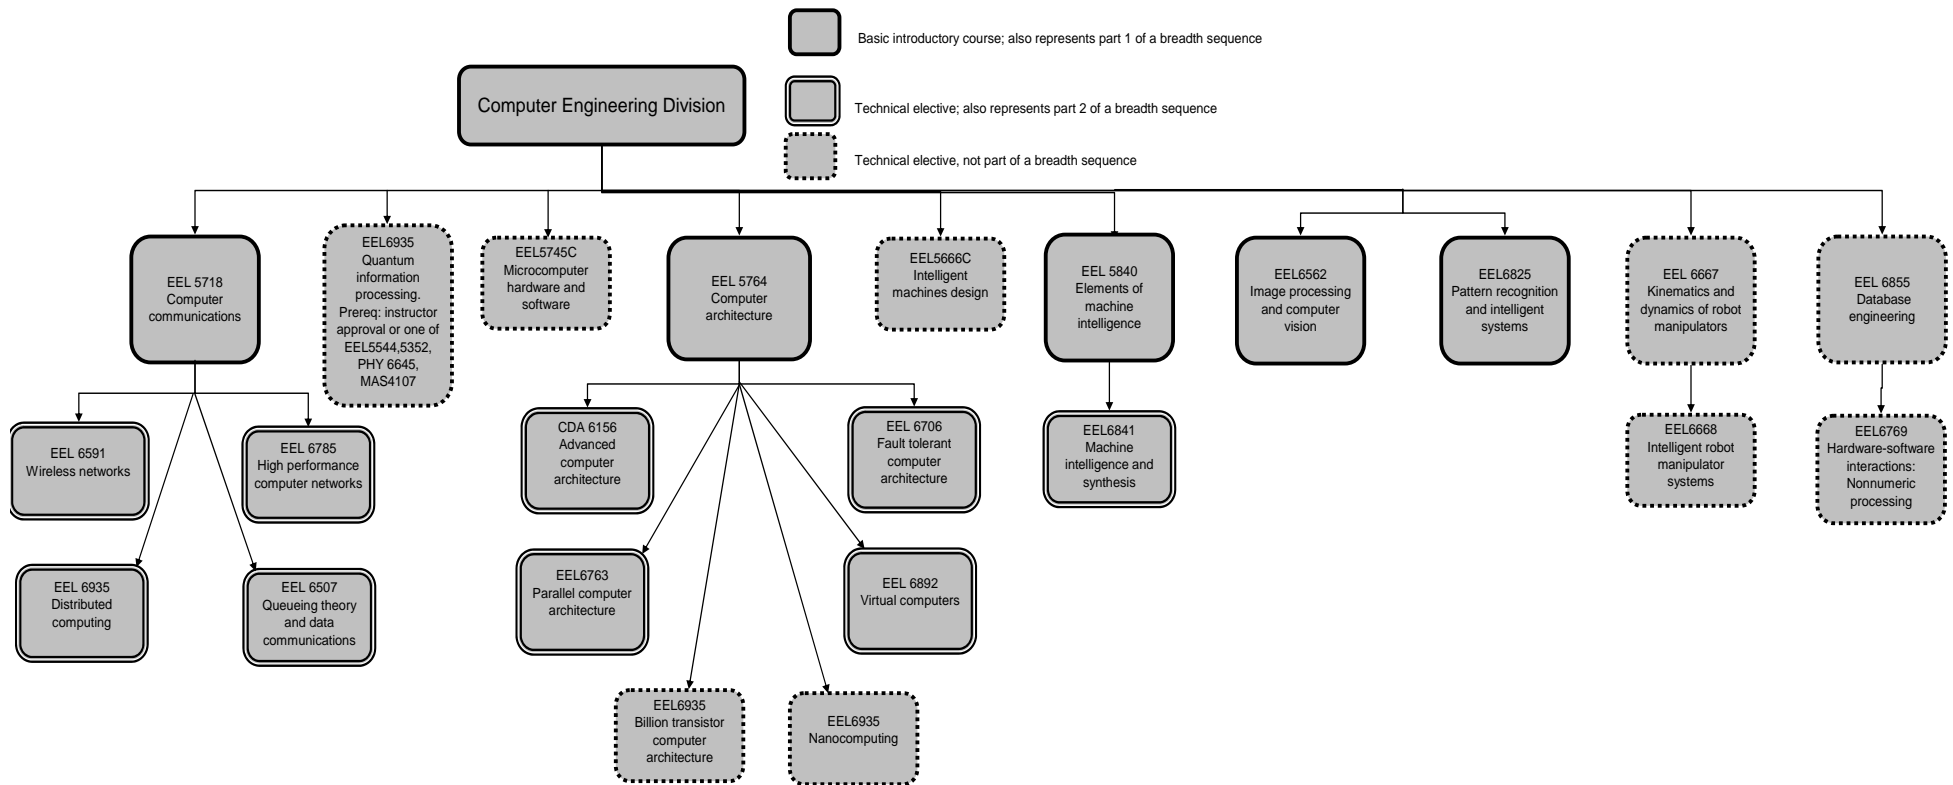 Basic introductory course; also represents part 1 of a breadth sequence
Computer Engineering Division
Technical elective; also represents part 2 of a breadth sequence
Technical elective, not part of a breadth sequence
EEL 5718
Computer
communications
EEL6935
Quantum
information
processing.
Prereq: instructor
approval or one of
EEL5544,5352,
PHY 6645,
MAS4107
EEL5745C
Microcomputer
hardware and
software
EEL 5764
Computer
architecture
EEL5666C
Intelligent
machines design
EEL 5840
Elements of
machine
intelligence
EEL6562
Image processing
and computer
vision
EEL6825
Pattern recognition
and intelligent
systems
EEL 6667
Kinematics and
dynamics of robot
manipulators
EEL 6855
Database
engineering
EEL 6591
Wireless networks
EEL 6785
High performance
computer networks
CDA 6156
Advanced
computer
architecture
EEL 6706
Fault tolerant
computer
architecture
EEL6841
Machine
intelligence and
synthesis
EEL6668
Intelligent robot
manipulator
systems
EEL6769
Hardware-software
interactions:
Nonnumeric
processing
EEL 6935
Distributed
computing
EEL 6507
Queueing theory
and data
communications
EEL6763
Parallel computer
architecture
EEL 6892
Virtual computers
EEL6935
Billion transistor
computer
architecture
EEL6935
Nanocomputing